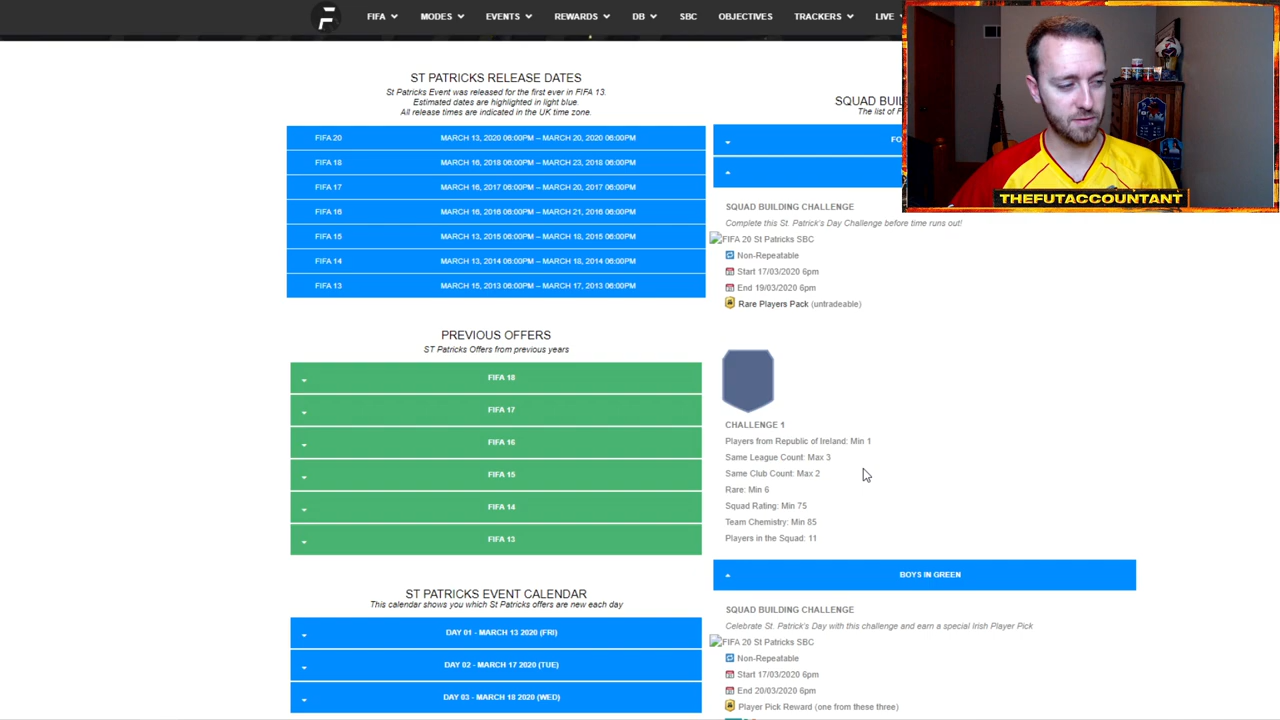 FIFA MODES EVENTS REWARDS DB SBC OBJECTIVES TRACKERS LIVE
ST PATRICKS RELEASE DATES
St Patricks Event was released for the first ever in FIFA 13.
Estimated dates are highlighted in light blue.
All release times are indicated in the UK time zone.
FIFA 20 MARCH 13, 2020 06:00PM – MARCH 20, 2020 06:00PM
FIFA 18 MARCH 16, 2018 06:00PM – MARCH 23, 2018 06:00PM
FIFA 17 MARCH 16, 2017 06:00PM – MARCH 20, 2017 06:00PM
FIFA 16 MARCH 16, 2016 06:00PM – MARCH 21, 2016 06:00PM
FIFA 15 MARCH 13, 2015 06:00PM – MARCH 18, 2015 06:00PM
FIFA 14 MARCH 13, 2014 06:00PM – MARCH 18, 2014 06:00PM
FIFA 13 MARCH 15, 2013 06:00PM – MARCH 17, 2013 06:00PM
PREVIOUS OFFERS
ST Patricks Offers from previous years
FIFA 18
FIFA 17
FIFA 16
FIFA 15
FIFA 14
FIFA 13
ST PATRICKS EVENT CALENDAR
This calendar shows you which St Patricks offers are new each day
DAY 01 - MARCH 13 2020 (FRI)
DAY 02 - MARCH 17 2020 (TUE)
DAY 03 - MARCH 18 2020 (WED)
SQUAD BUIL
The list of F
FO
THEFUTACCOUNTANT
SQUAD BUILDING CHALLENGE
Complete this St. Patrick's Day Challenge before time runs out!
FIFA 20 St Patricks SBC
Non-Repeatable
Start 17/03/2020 6pm
End 19/03/2020 6pm
Rare Players Pack (untradeable)
CHALLENGE 1
Players from Republic of Ireland: Min 1
Same League Count: Max 3
Same Club Count: Max 2
Rare: Min 6
Squad Rating: Min 75
Team Chemistry: Min 85
Players in the Squad: 11
BOYS IN GREEN
SQUAD BUILDING CHALLENGE
Celebrate St. Patrick's Day with this challenge and earn a special Irish Player Pick
FIFA 20 St Patricks SBC
Non-Repeatable
Start 17/03/2020 6pm
End 20/03/2020 6pm
Player Pick Reward (one from these three)